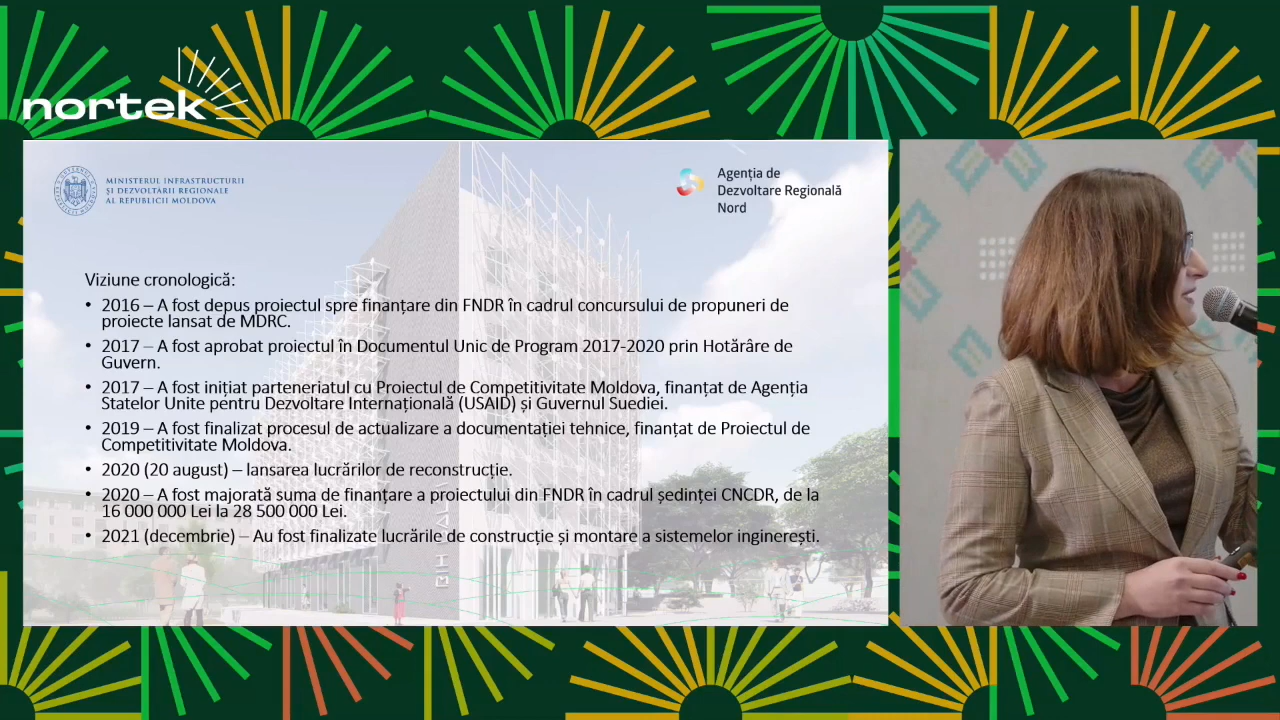 nortek
MINISTERUL INFRASTRUCTURII
ȘI DEZVOLTĂRII REGIONALE
AL REPUBLICII MOLDOVA
Agenția de
Dezvoltare Regională
Nord
Viziune cronologică:
• 2016 – A fost depus proiectul spre finanțare din FNDR în cadrul concursului de propuneri de
proiecte lansat de MDRC.
• 2017 – A fost aprobat proiectul în Documentul Unic de Program 2017-2020 prin Hotărâre de
Guvern.
• 2017 – A fost inițiat parteneriatul cu Proiectul de Competitivitate Moldova, finanțat de Agenția
Statelor Unite pentru Dezvoltare Internațională (USAID) și Guvernul Suediei.
• 2019 – A fost finalizat procesul de actualizare a documentației tehnice, finanțat de Proiectul de
Competitivitate Moldova.
• 2020 (20 august) – lansarea lucrărilor de reconstrucție.
• 2020 – A fost majorată suma de finanțare a proiectului din FNDR în cadrul ședinței CNCDR, de la
16 000 000 Lei la 28 500 000 Lei.
• 2021 (decembrie) – Au fost finalizate lucrările de construcție și montare a sistemelor inginerești.